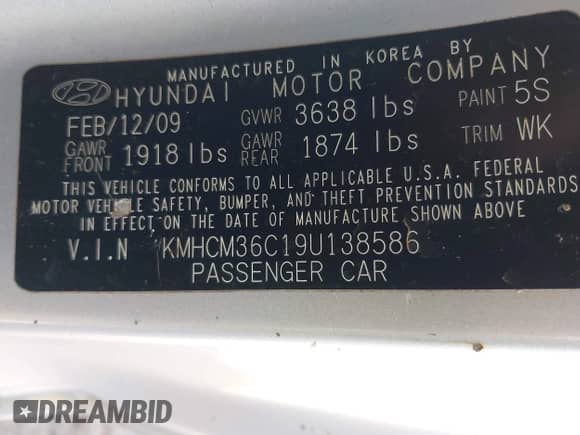 MANUFACTURED IN KOREA BY
HYUNDAI MOTOR COMPANY
FEB/12/09 GVWR 3638 lbs PAINT 5S
GAWR FRONT 1918 lbs GAWR REAR 1874 lbs TRIM WK
THIS VEHICLE CONFORMS TO ALL APPLICABLE U.S.A. FEDERAL
MOTOR VEHICLE SAFETY, BUMPER, AND THEFT PREVENTION STANDARDS
IN EFFECT ON THE DATE OF MANUFACTURE SHOWN ABOVE
V.I.N KMHCM36C19U138586
PASSENGER CAR
DREAMBID